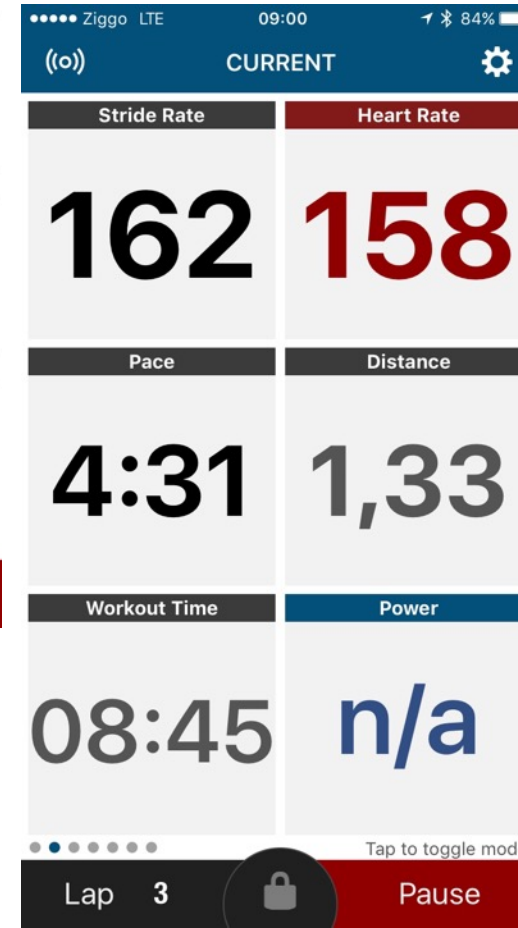 Ziggo LTE 09:00 84%
((o)) CURRENT
Stride Rate Heart Rate
162 158
Pace Distance
4:31 1,33
Workout Time Power
08:45 n/a
Tap to toggle mod
Lap 3 Pause